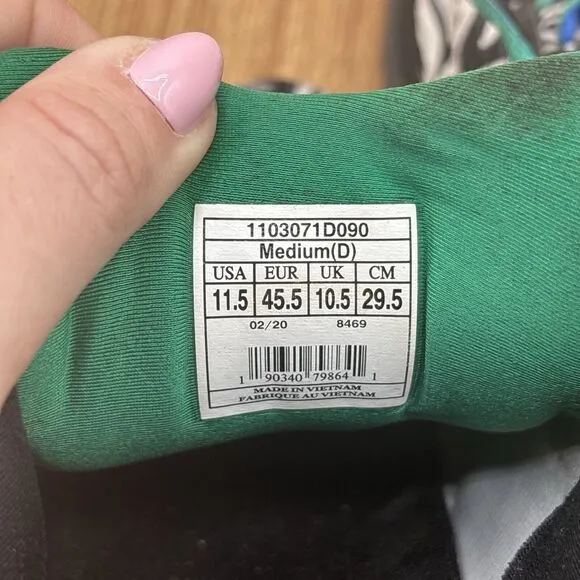 1103071D090
Medium(D)
USA EUR UK CM
11.5 45.5 10.5 29.5
02/20 8469
1 90340 79864 1
MADE IN VIETNAM
FABRIQUE AU VIETNAM